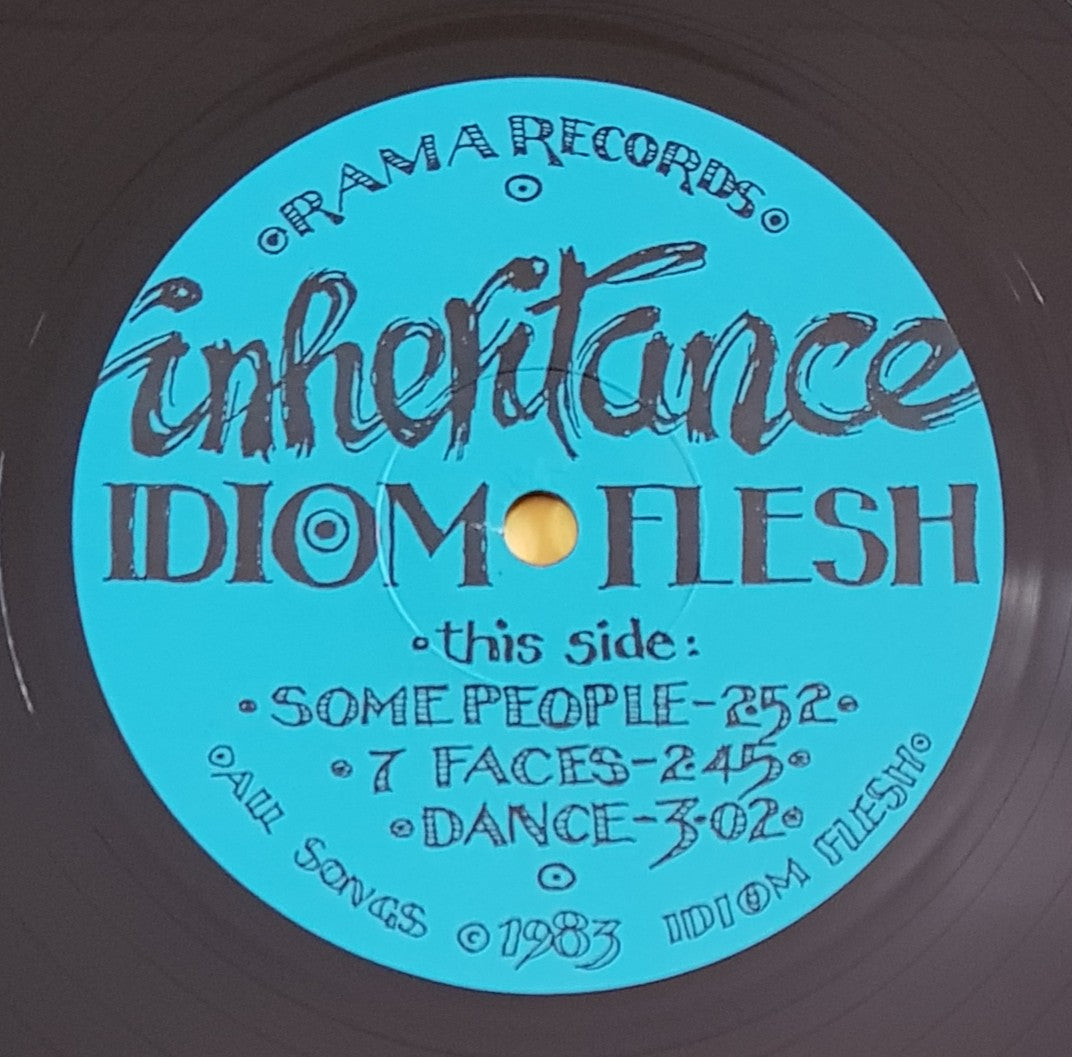 RAMA RECORDS
inheritance
IDIOM FLESH
this side:
SOME PEOPLE-2·52
7 FACES-2·45
DANCE-3·02
ALL SONGS ©1983 IDIOM FLESH